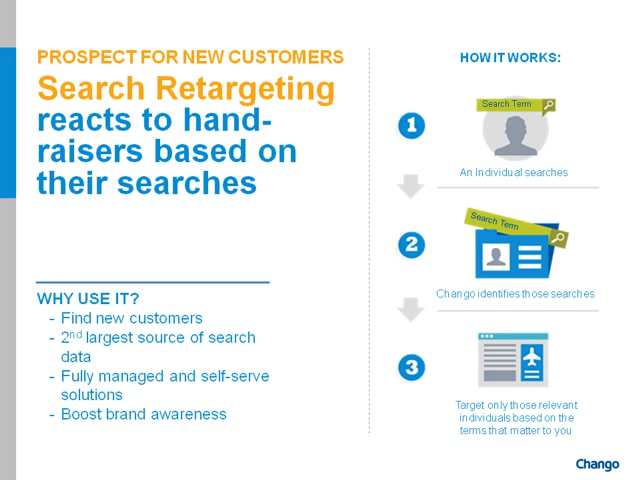 PROSPECT FOR NEW CUSTOMERS
Search Retargeting
reacts to hand-
raisers based on
their searches
WHY USE IT?
- Find new customers
- 2nd largest source of search
data
- Fully managed and self-serve
solutions
- Boost brand awareness
HOW IT WORKS:
1
Search Term
An Individual searches
2
Search Term
Chango identifies those searches
3
Target only those relevant
individuals based on the
terms that matter to you
Chango